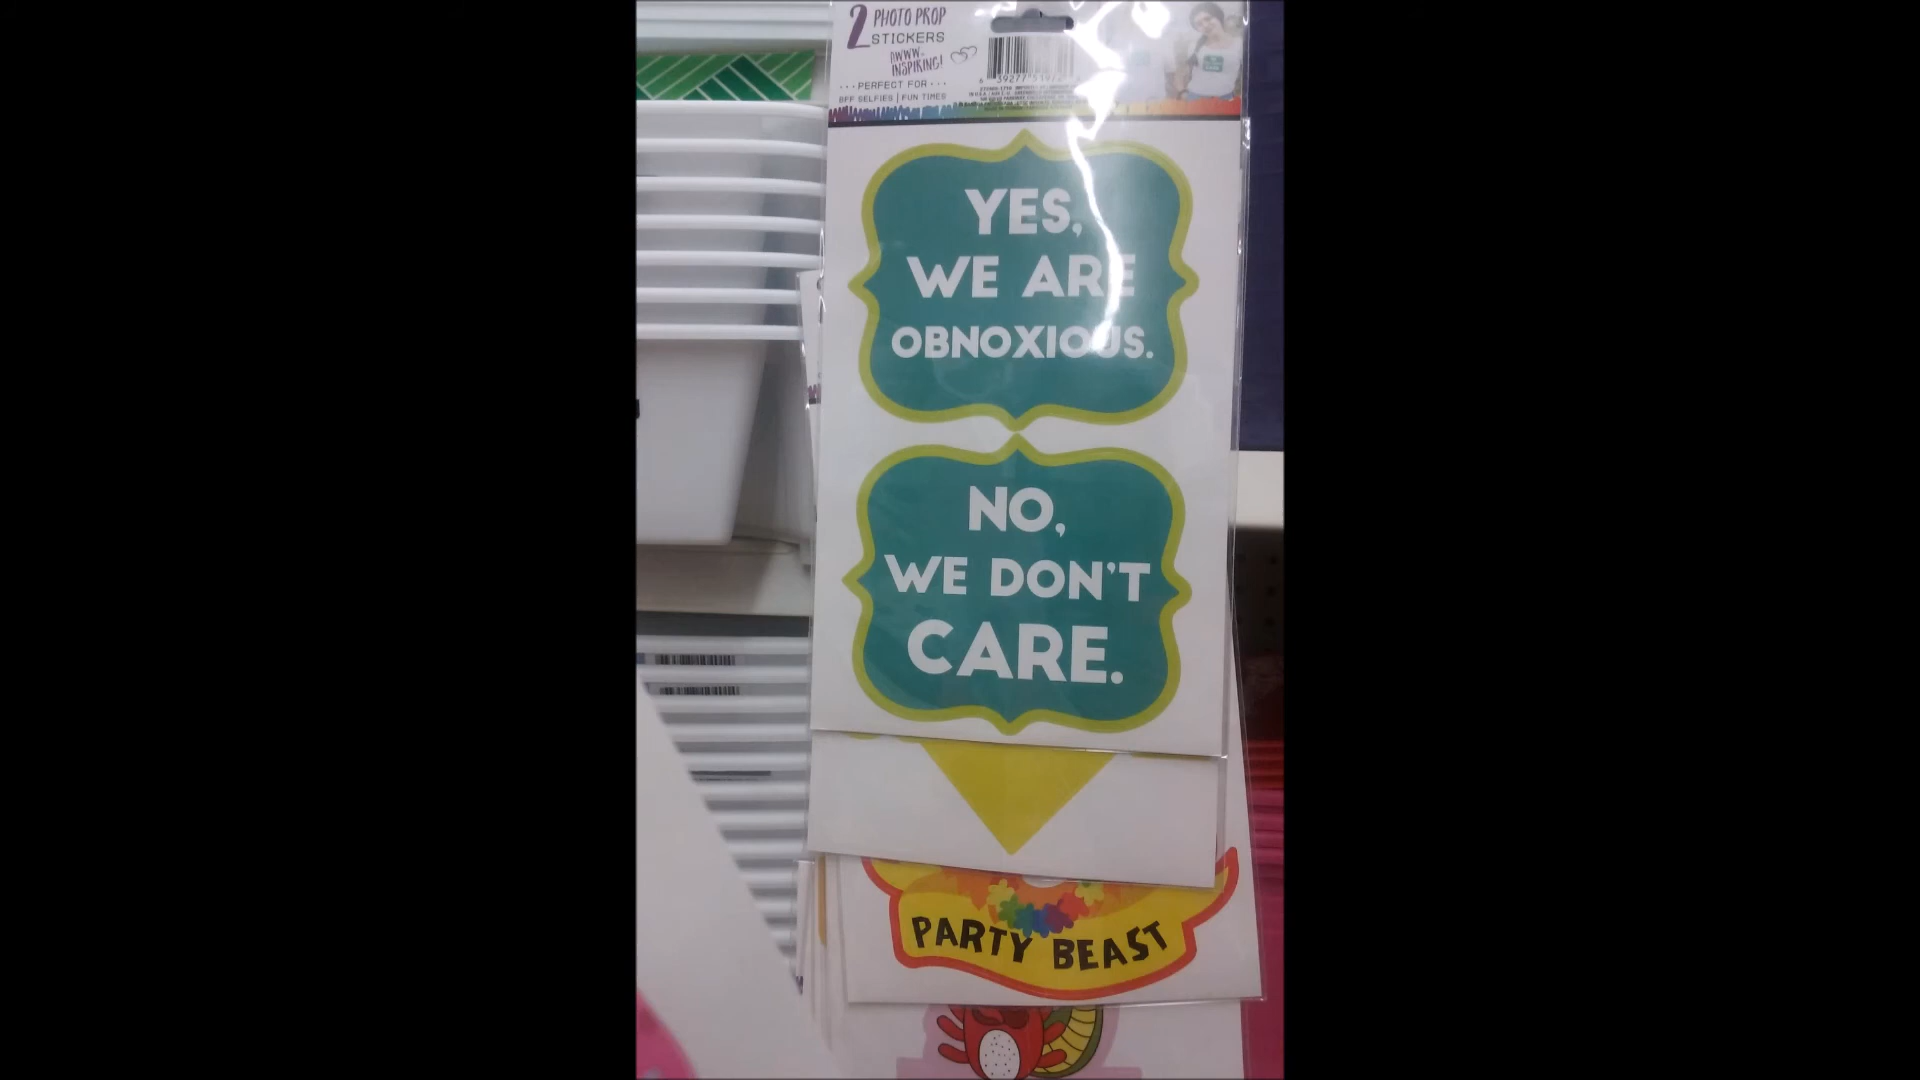 2 PHOTO PROP
STICKERS
AWWW-
INSPIRING!
PERFECT FOR
BFF SELFIES | FUN TIMES
YES,
WE ARE
OBNOXIOUS.
NO,
WE DON'T
CARE.
PARTY BEAST